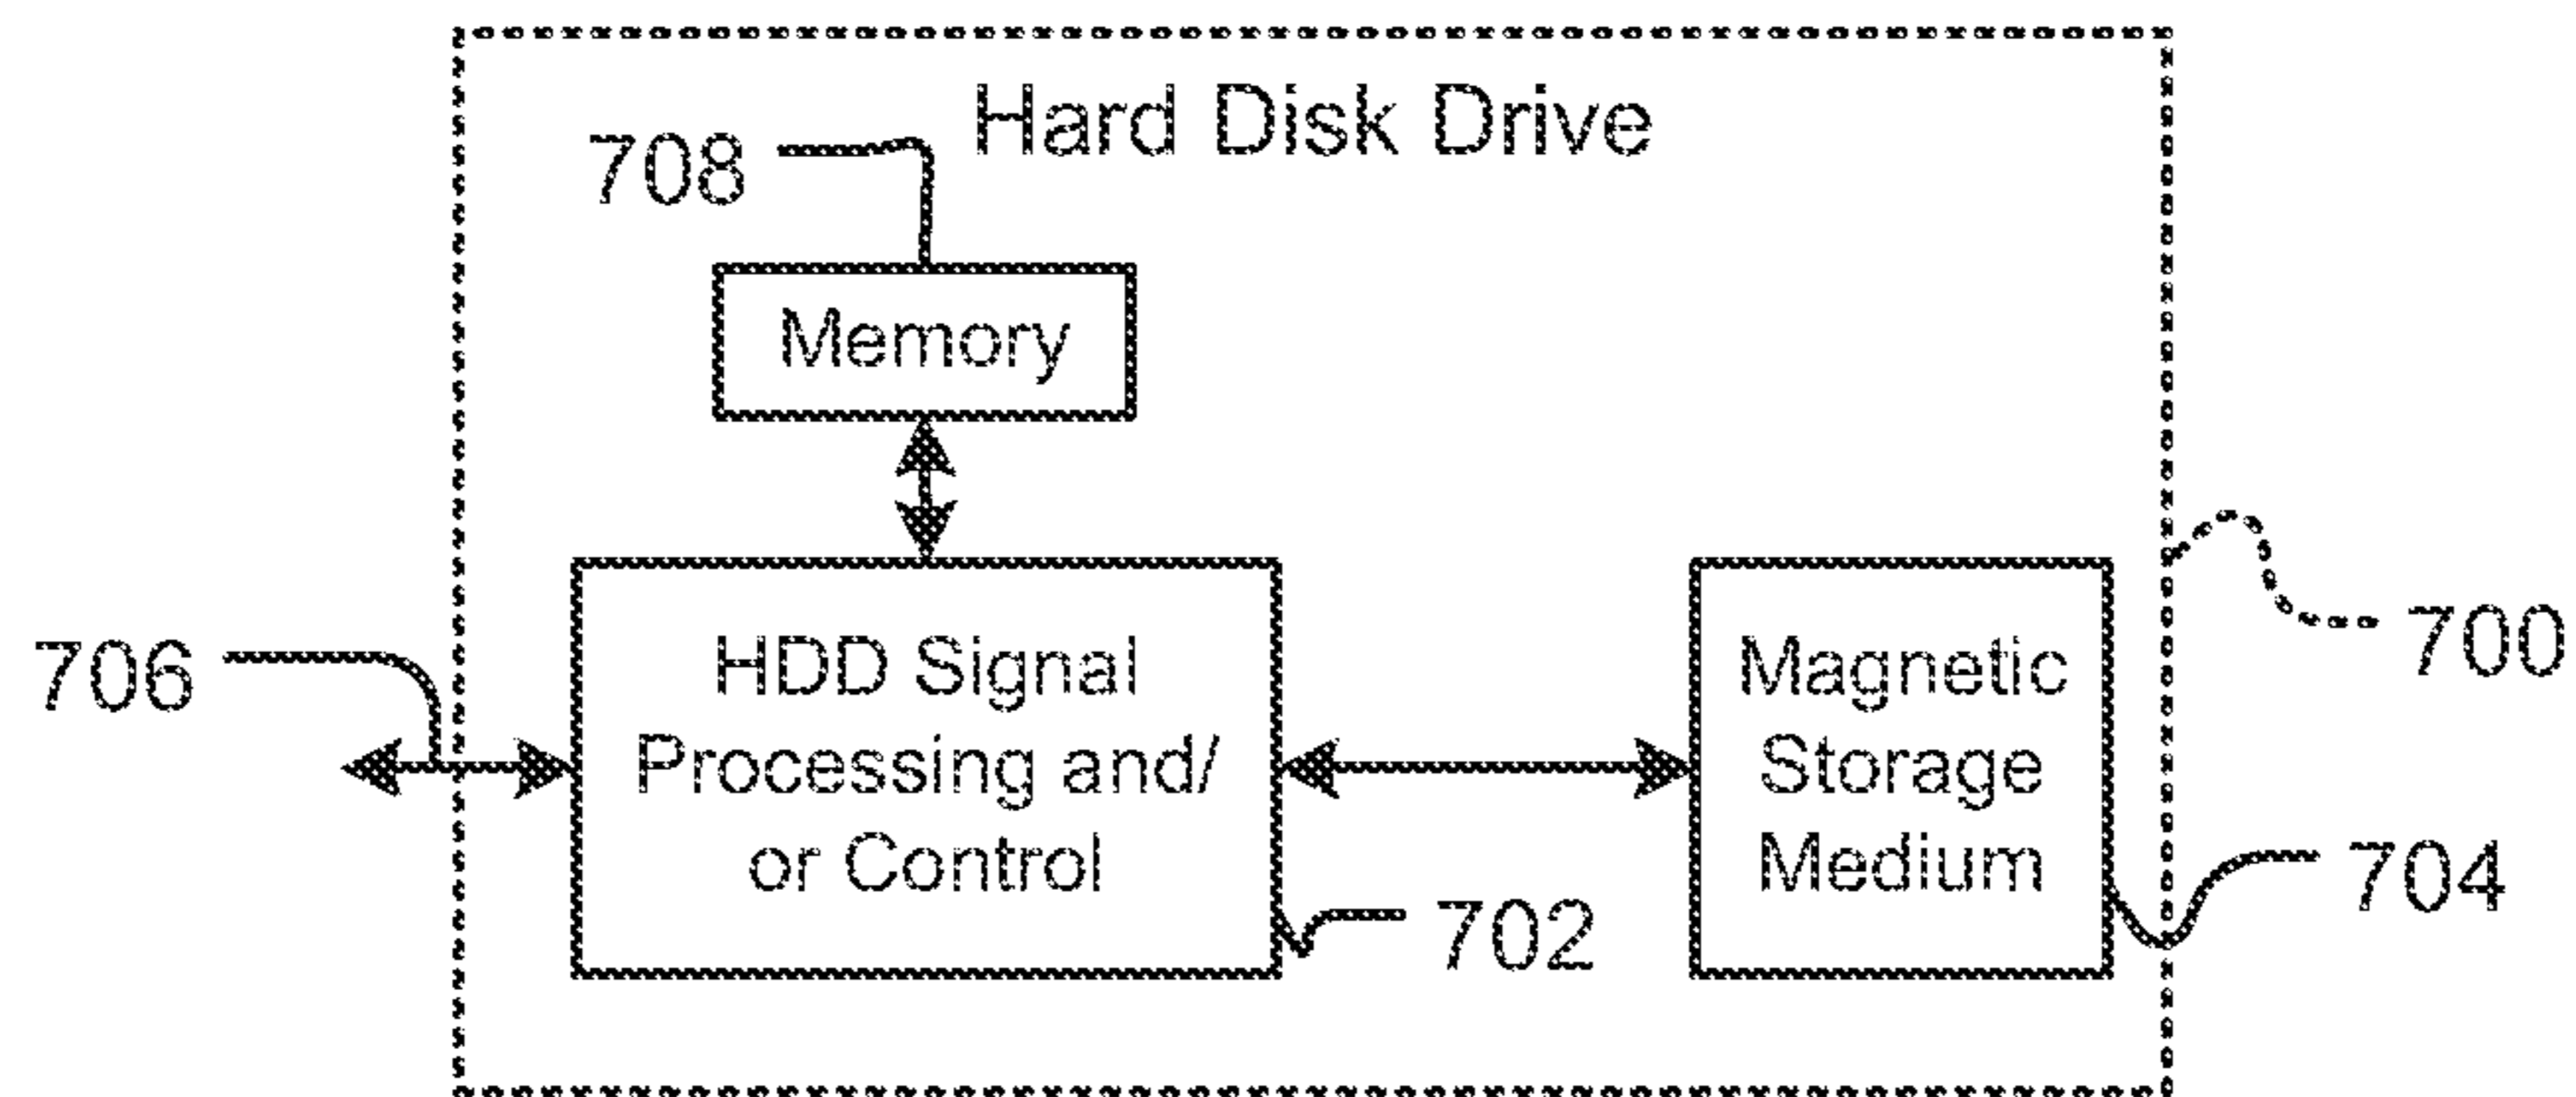 Hard Disk Drive
708
Memory
706
HDD Signal
Processing and/
or Control
702
Magnetic
Storage
Medium
700
704